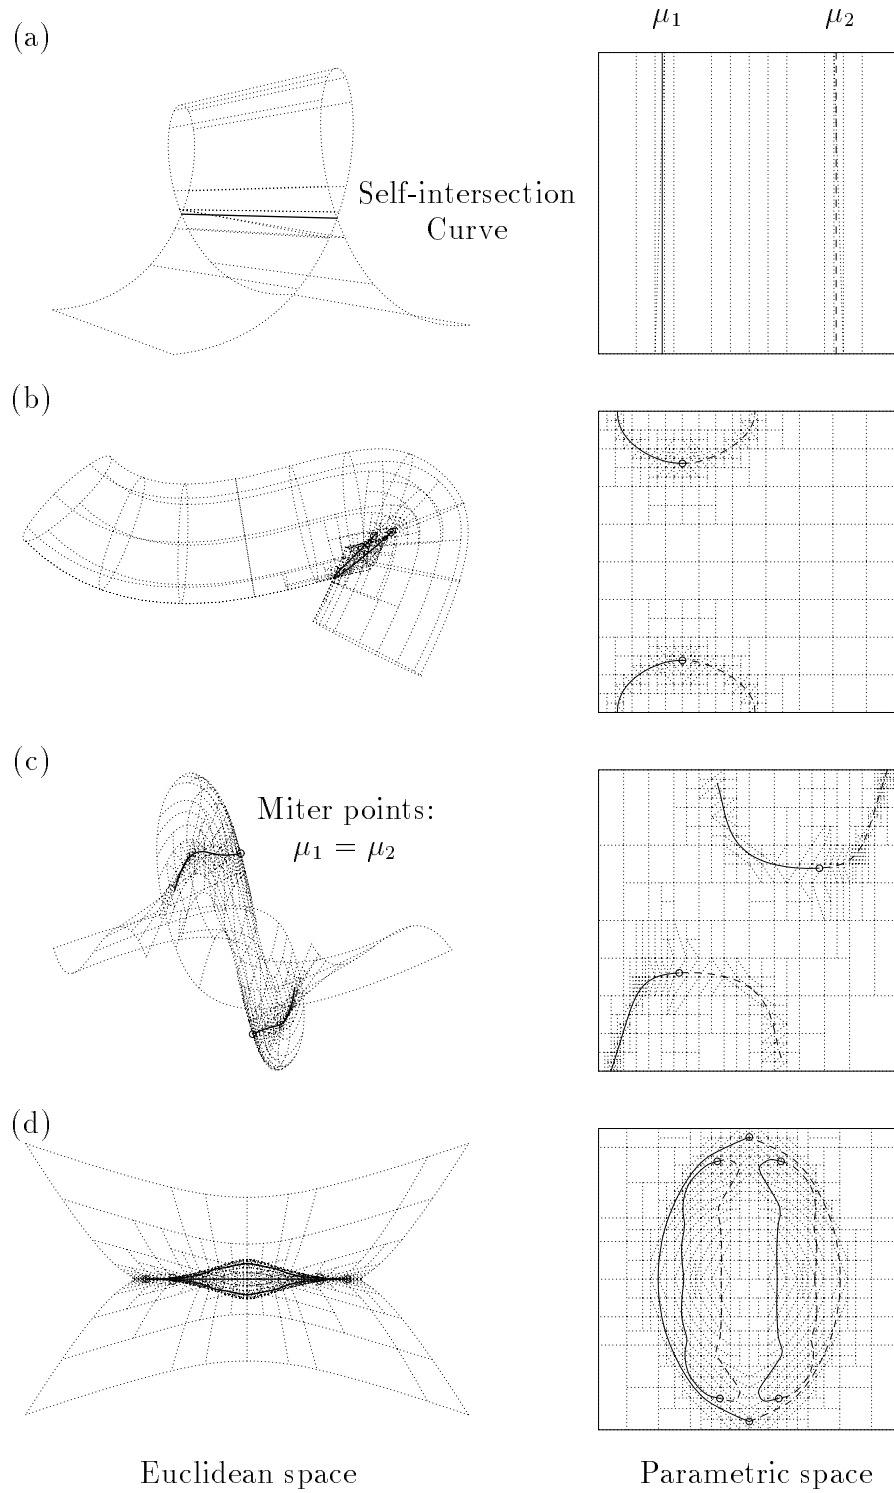 (a)
μ1
μ2
Self-intersection
Curve
(b)
(c)
Miter points:
μ1 = μ2
(d)
Euclidean space
Parametric space